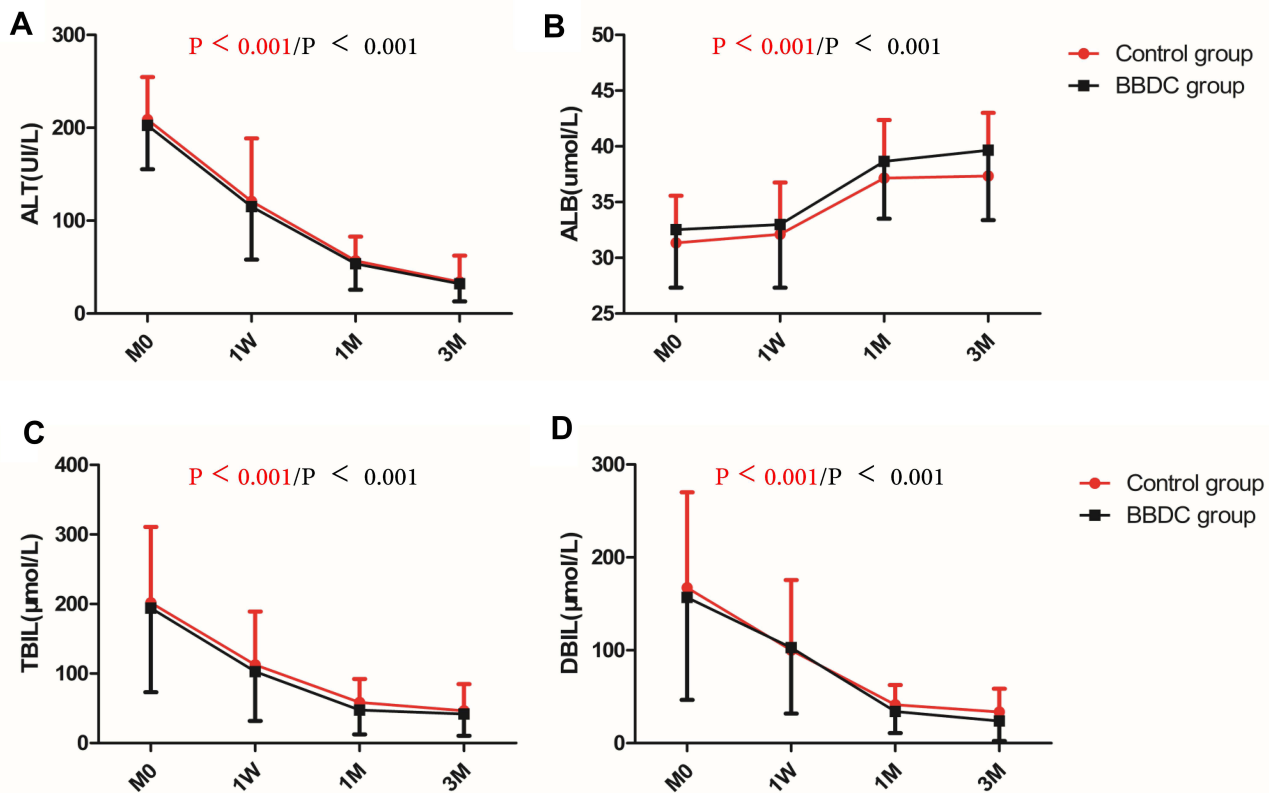 A
P < 0.001/P < 0.001
ALT(UI/L)
300
200
100
0
M0 1W 1M 3M
B
P < 0.001/P < 0.001
ALB(umol/L)
50
45
40
35
30
25
M0 1W 1M 3M
Control group
BBDC group
C
P < 0.001/P < 0.001
TBIL(μmol/L)
400
300
200
100
0
M0 1W 1M 3M
D
P < 0.001/P < 0.001
DBIL(μmol/L)
300
200
100
0
M0 1W 1M 3M
Control group
BBDC group